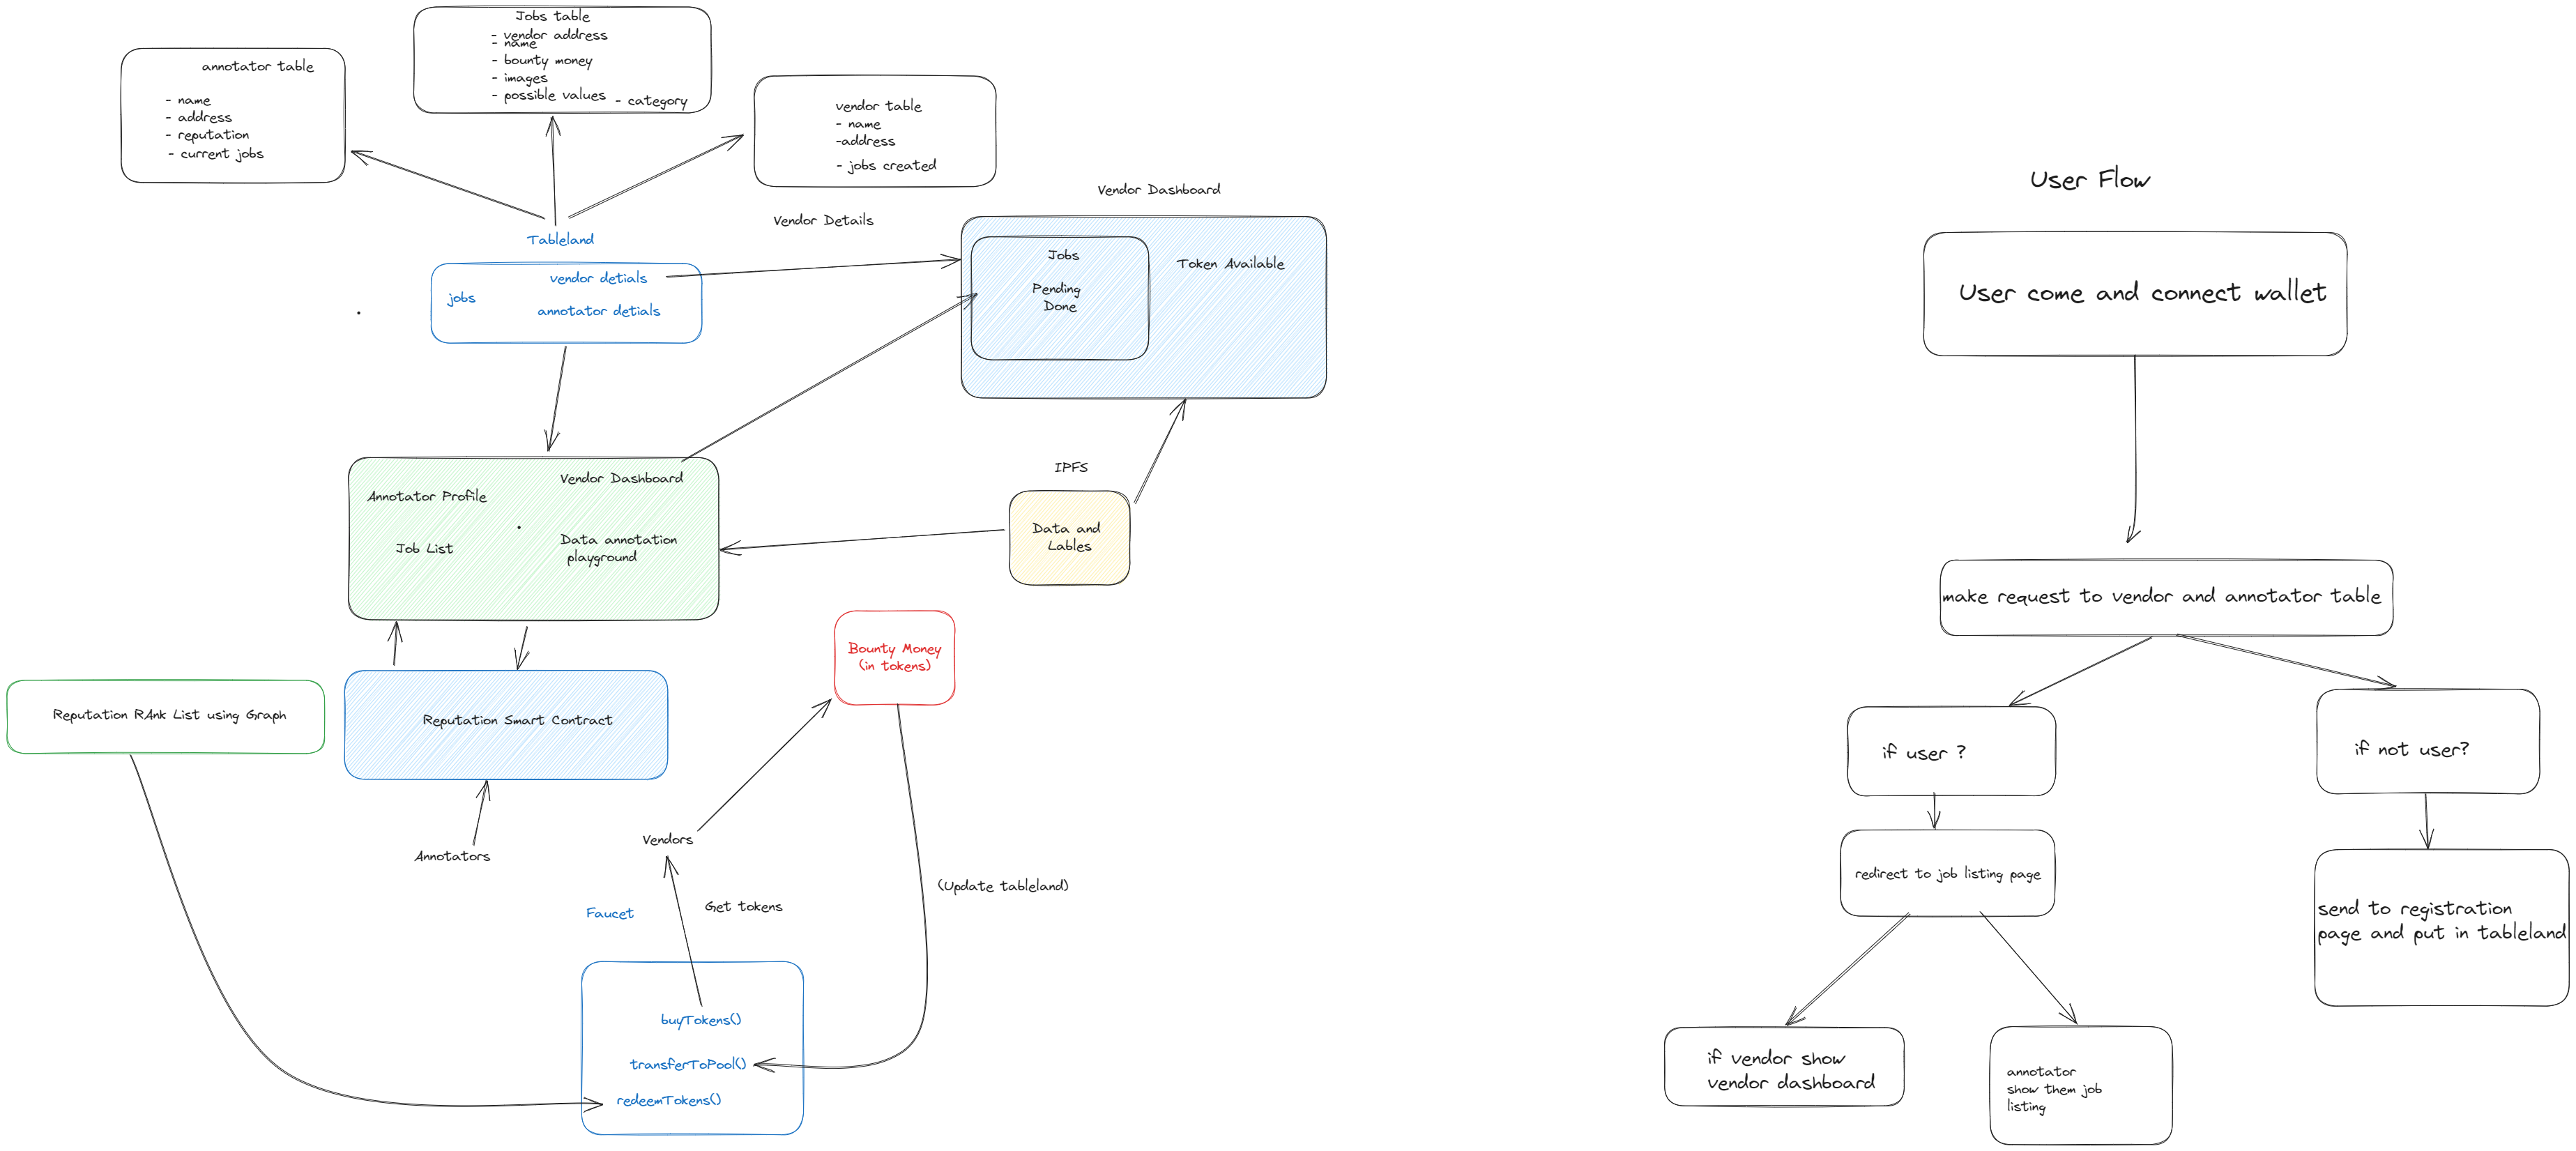 Jobs table
- vendor address
- name
- bounty money
- images
- possible values
- category
annotator table
- name
- address
- reputation
- current jobs
vendor table
- name
-address
- jobs created
Tableland
vendor detials
jobs
annotator detials
Vendor Details
Vendor Dashboard
Jobs
Pending
Done
Token Available
Vendor Dashboard
Annotator Profile
Job List
Data annotation
playground
IPFS
Data and
Lables
Bounty Money
(in tokens)
Reputation RAnk List using Graph
Reputation Smart Contract
Annotators
Vendors
(Update tableland)
Faucet
Get tokens
buyTokens()
transferToPool()
redeemTokens()
User Flow
User come and connect wallet
make request to vendor and annotator table
if user ?
if not user?
redirect to job listing page
send to registration
page and put in tableland
if vendor show
vendor dashboard
annotator
show them job
listing